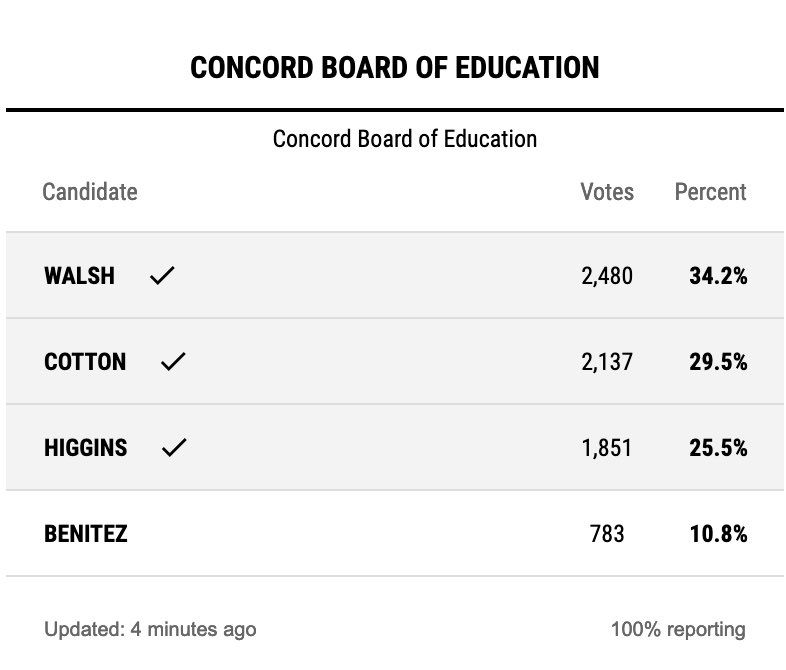 CONCORD BOARD OF EDUCATION
Concord Board of Education
Candidate Votes Percent
WALSH ✓ 2,480 34.2%
COTTON ✓ 2,137 29.5%
HIGGINS ✓ 1,851 25.5%
BENITEZ 783 10.8%
Updated: 4 minutes ago 100% reporting